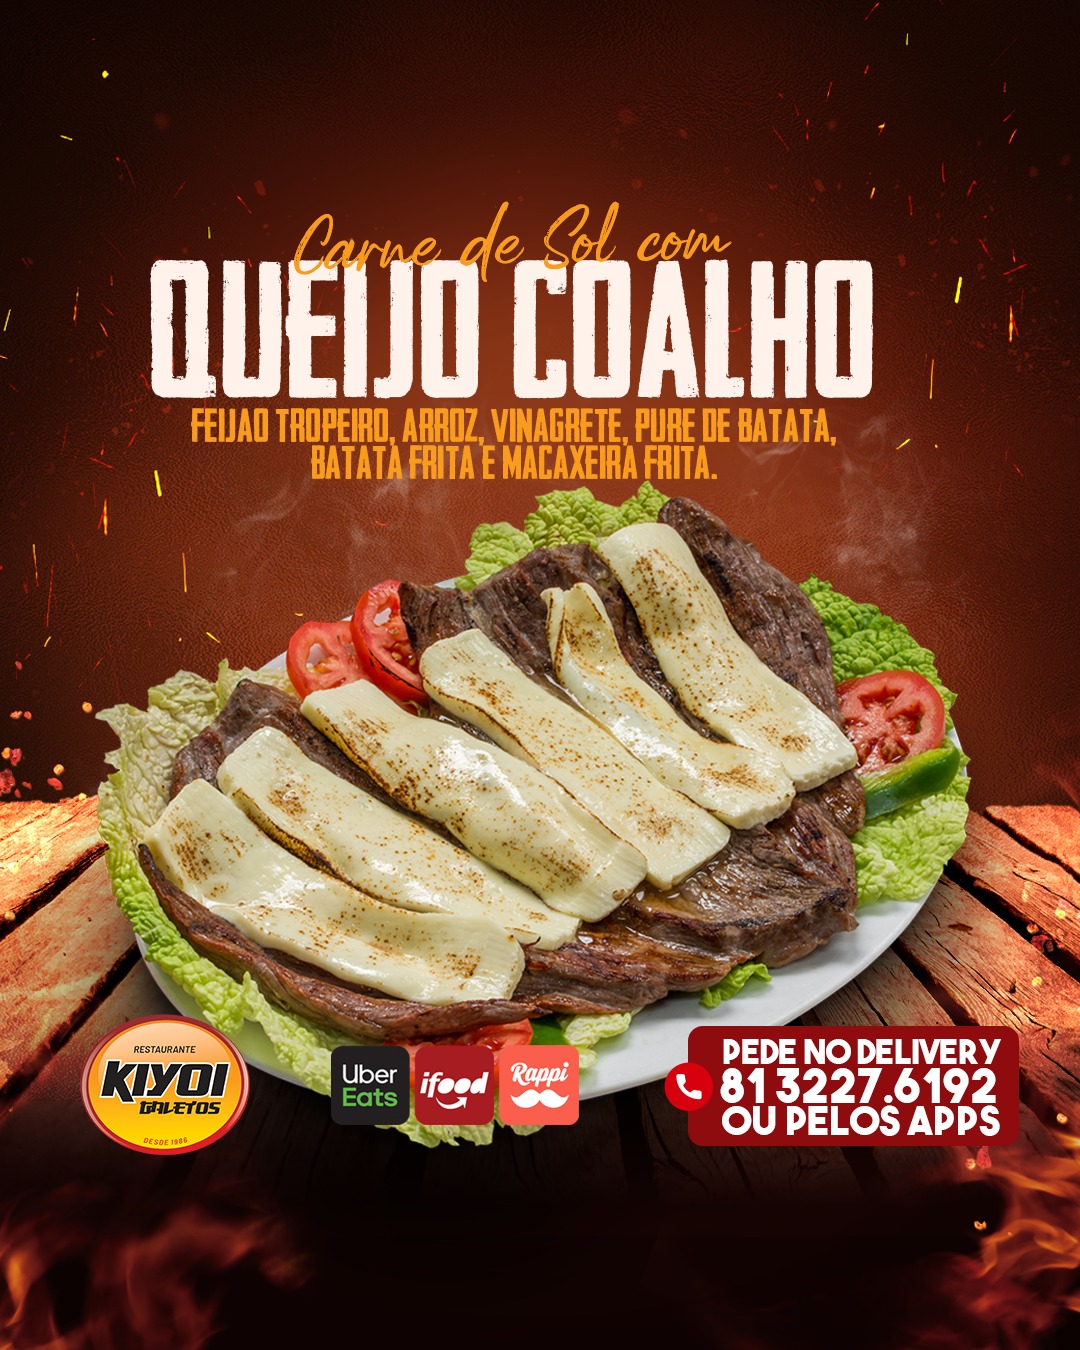 Carne de Sol com
QUEIJO COALHO
FEIJAO TROPEIRO, ARROZ, VINAGRETE, PURE DE BATATA,
BATATA FRITA E MACAXEIRA FRITA.
RESTAURANTE
KIYOI
GALETOS
DESDE 1986
Uber
Eats
ifood
Rappi
PEDE NO DELIVERY
81 3227.6192
OU PELOS APPS